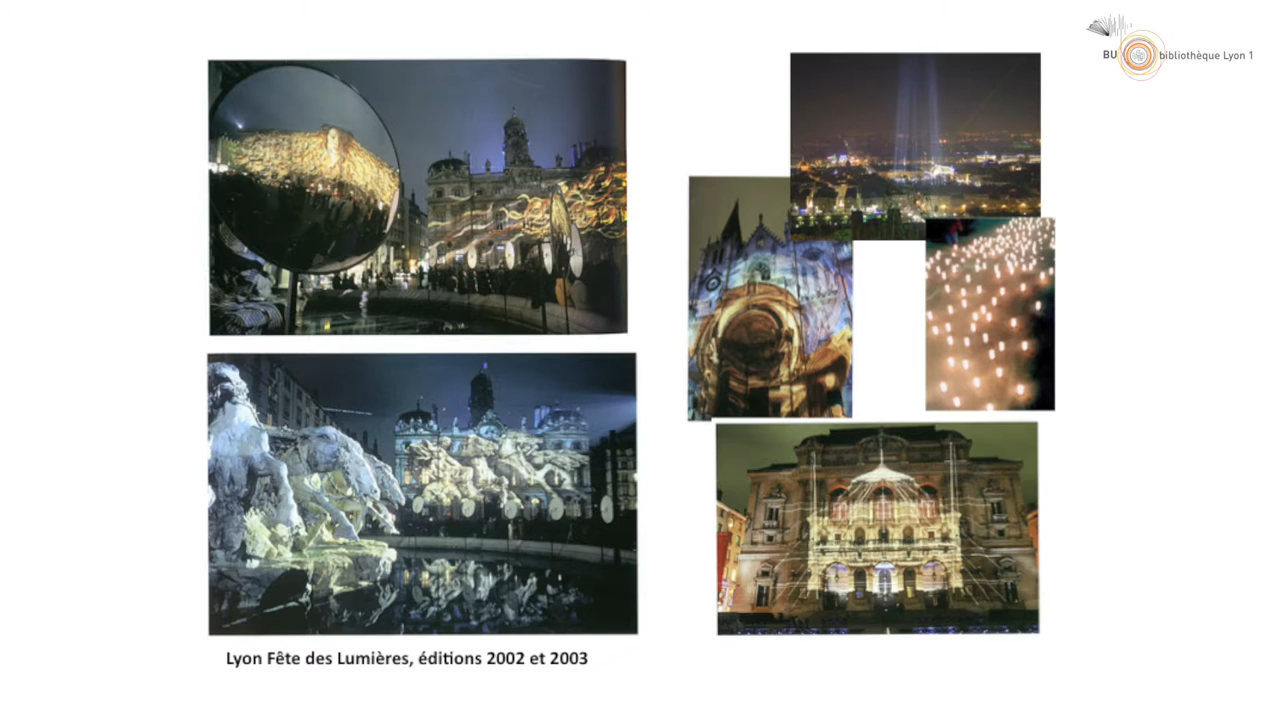 BU bibliothèque Lyon 1
Lyon Fête des Lumières, éditions 2002 et 2003